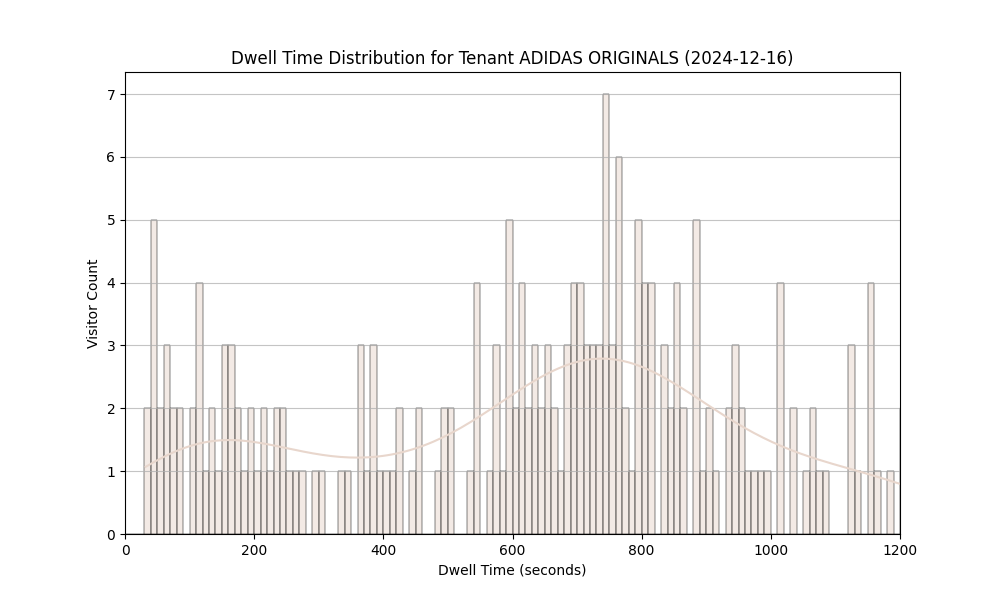 Dwell Time Distribution for Tenant ADIDAS ORIGINALS (2024-12-16)
7
6
5
4
3
2
1
0
Visitor Count
0 200 400 600 800 1000 1200
Dwell Time (seconds)